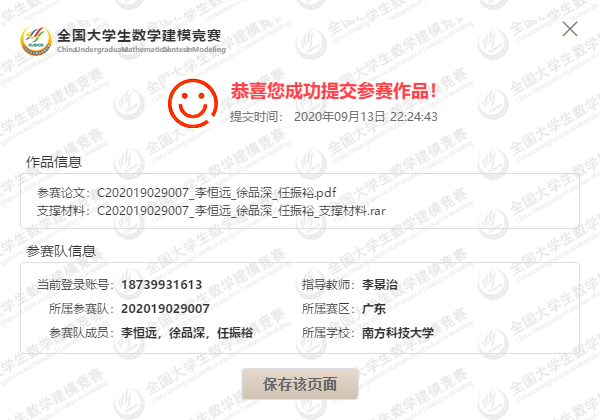 全国大学生数学建模竞赛
China Undergraduate Mathematical Contest in Modeling
恭喜您成功提交参赛作品!
提交时间: 2020年09月13日 22:24:43
作品信息
参赛论文: C202019029007_李恒远_徐品深_任振裕.pdf
支撑材料: C202019029007_李恒远_徐品深_任振裕_支撑材料.rar
参赛队信息
当前登录账号: 18739931613 指导教师: 李景治
所属参赛队: 202019029007 所属赛区: 广东
参赛队成员: 李恒远, 徐品深, 任振裕 所属学校: 南方科技大学
保存该页面